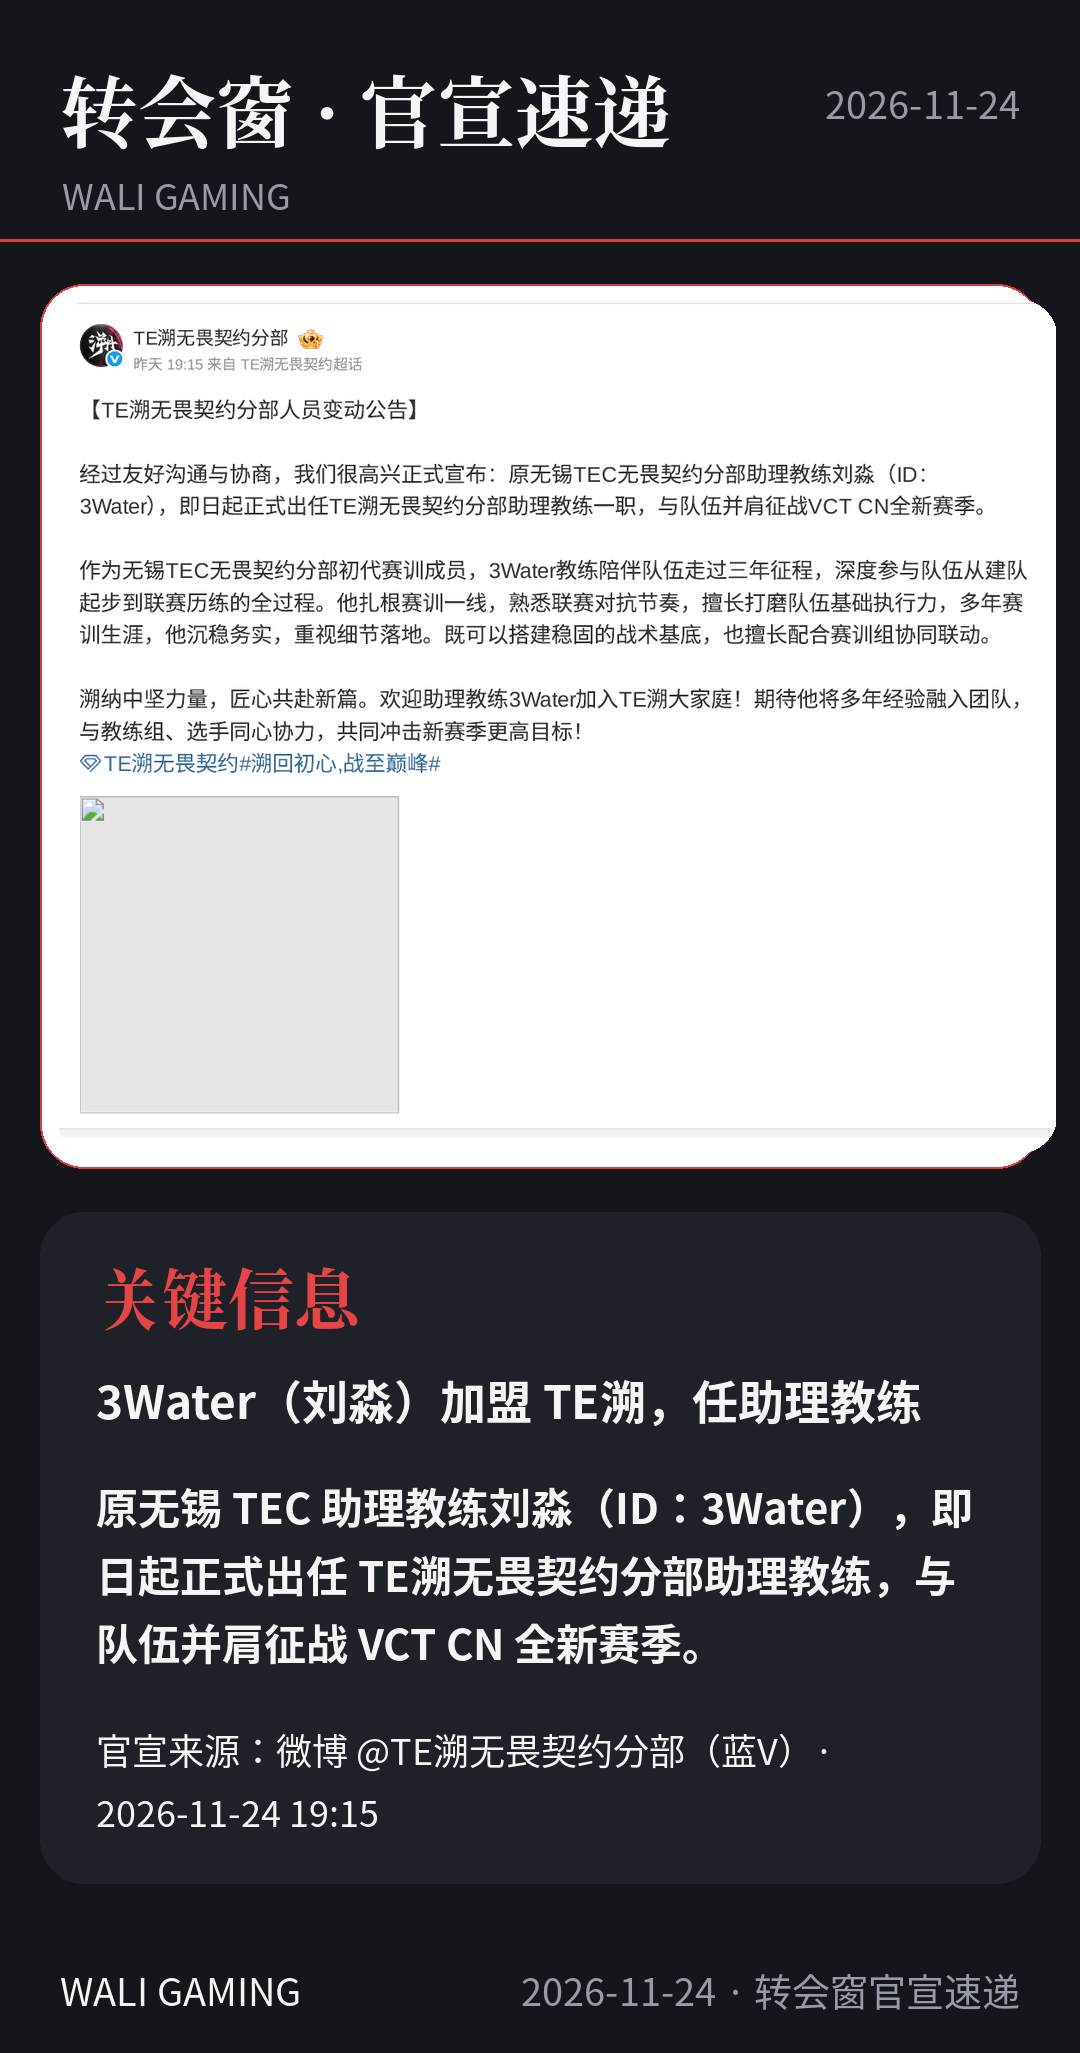 转会窗 · 官宣速递
2026-11-24
WALI GAMING
溯
TE溯无畏契约分部
昨天 19:15 来自 TE溯无畏契约超话
【TE溯无畏契约分部人员变动公告】
经过友好沟通与协商，我们很高兴正式宣布：原无锡TEC无畏契约分部助理教练刘淼（ID：
3Water），即日起正式出任TE溯无畏契约分部助理教练一职，与队伍并肩征战VCT CN全新赛季。
作为无锡TEC无畏契约分部初代赛训成员，3Water教练陪伴队伍走过三年征程，深度参与队伍从建队
起步到联赛历练的全过程。他扎根赛训一线，熟悉联赛对抗节奏，擅长打磨队伍基础执行力，多年赛
训生涯，他沉稳务实，重视细节落地。既可以搭建稳固的战术基底，也擅长配合赛训组协同联动。
溯纳中坚力量，匠心共赴新篇。欢迎助理教练3Water加入TE溯大家庭！期待他将多年经验融入团队，
与教练组、选手同心协力，共同冲击新赛季更高目标！
TE溯无畏契约#溯回初心,战至巅峰#
关键信息
3Water（刘淼）加盟 TE溯，任助理教练
原无锡 TEC 助理教练刘淼（ID：3Water），即
日起正式出任 TE溯无畏契约分部助理教练，与
队伍并肩征战 VCT CN 全新赛季。
官宣来源：微博 @TE溯无畏契约分部（蓝V） ·
2026-11-24 19:15
WALI GAMING
2026-11-24 · 转会窗官宣速递